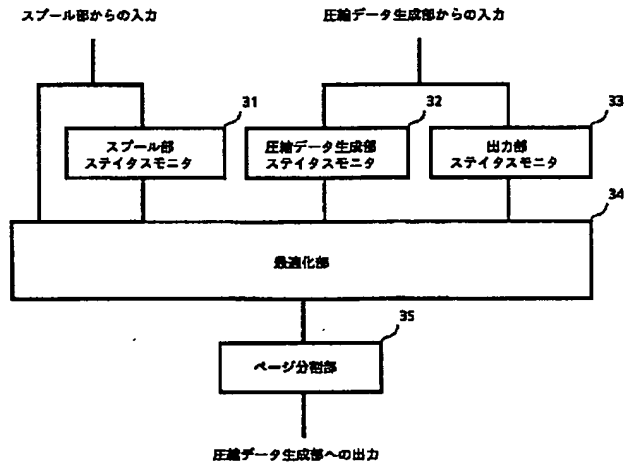 スプール部からの入力
圧縮データ生成部からの入力
31
スプール部
ステイタスモニタ
32
圧縮データ生成部
ステイタスモニタ
33
出力部
ステイタスモニタ
34
最適化部
35
ページ分割部
圧縮データ生成部への出力